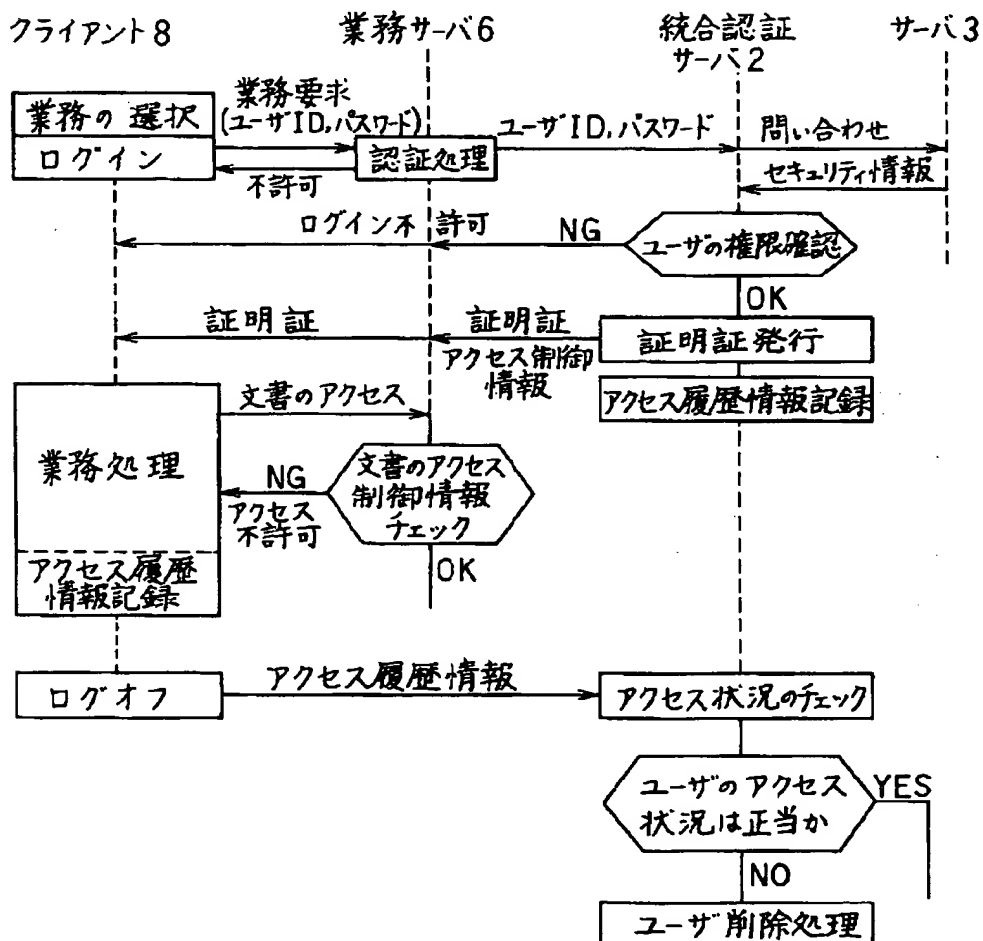 クライアント8
業務サーバ6
統合認証
サーバ2
サーバ3
業務の選択
ログイン
業務要求
(ユーザID,パスワード)
認証処理
不許可
ユーザID,パスワード
問い合わせ
セキュリティ情報
ログイン不許可
NG
ユーザの権限確認
OK
証明証
証明証
アクセス制御
情報
証明証発行
アクセス履歴情報記録
文書のアクセス
業務処理
NG
アクセス
不許可
文書のアクセス
制御情報
チェック
OK
アクセス履歴
情報記録
ログオフ
アクセス履歴情報
アクセス状況のチェック
ユーザのアクセス
状況は正当か
YES
NO
ユーザ削除処理